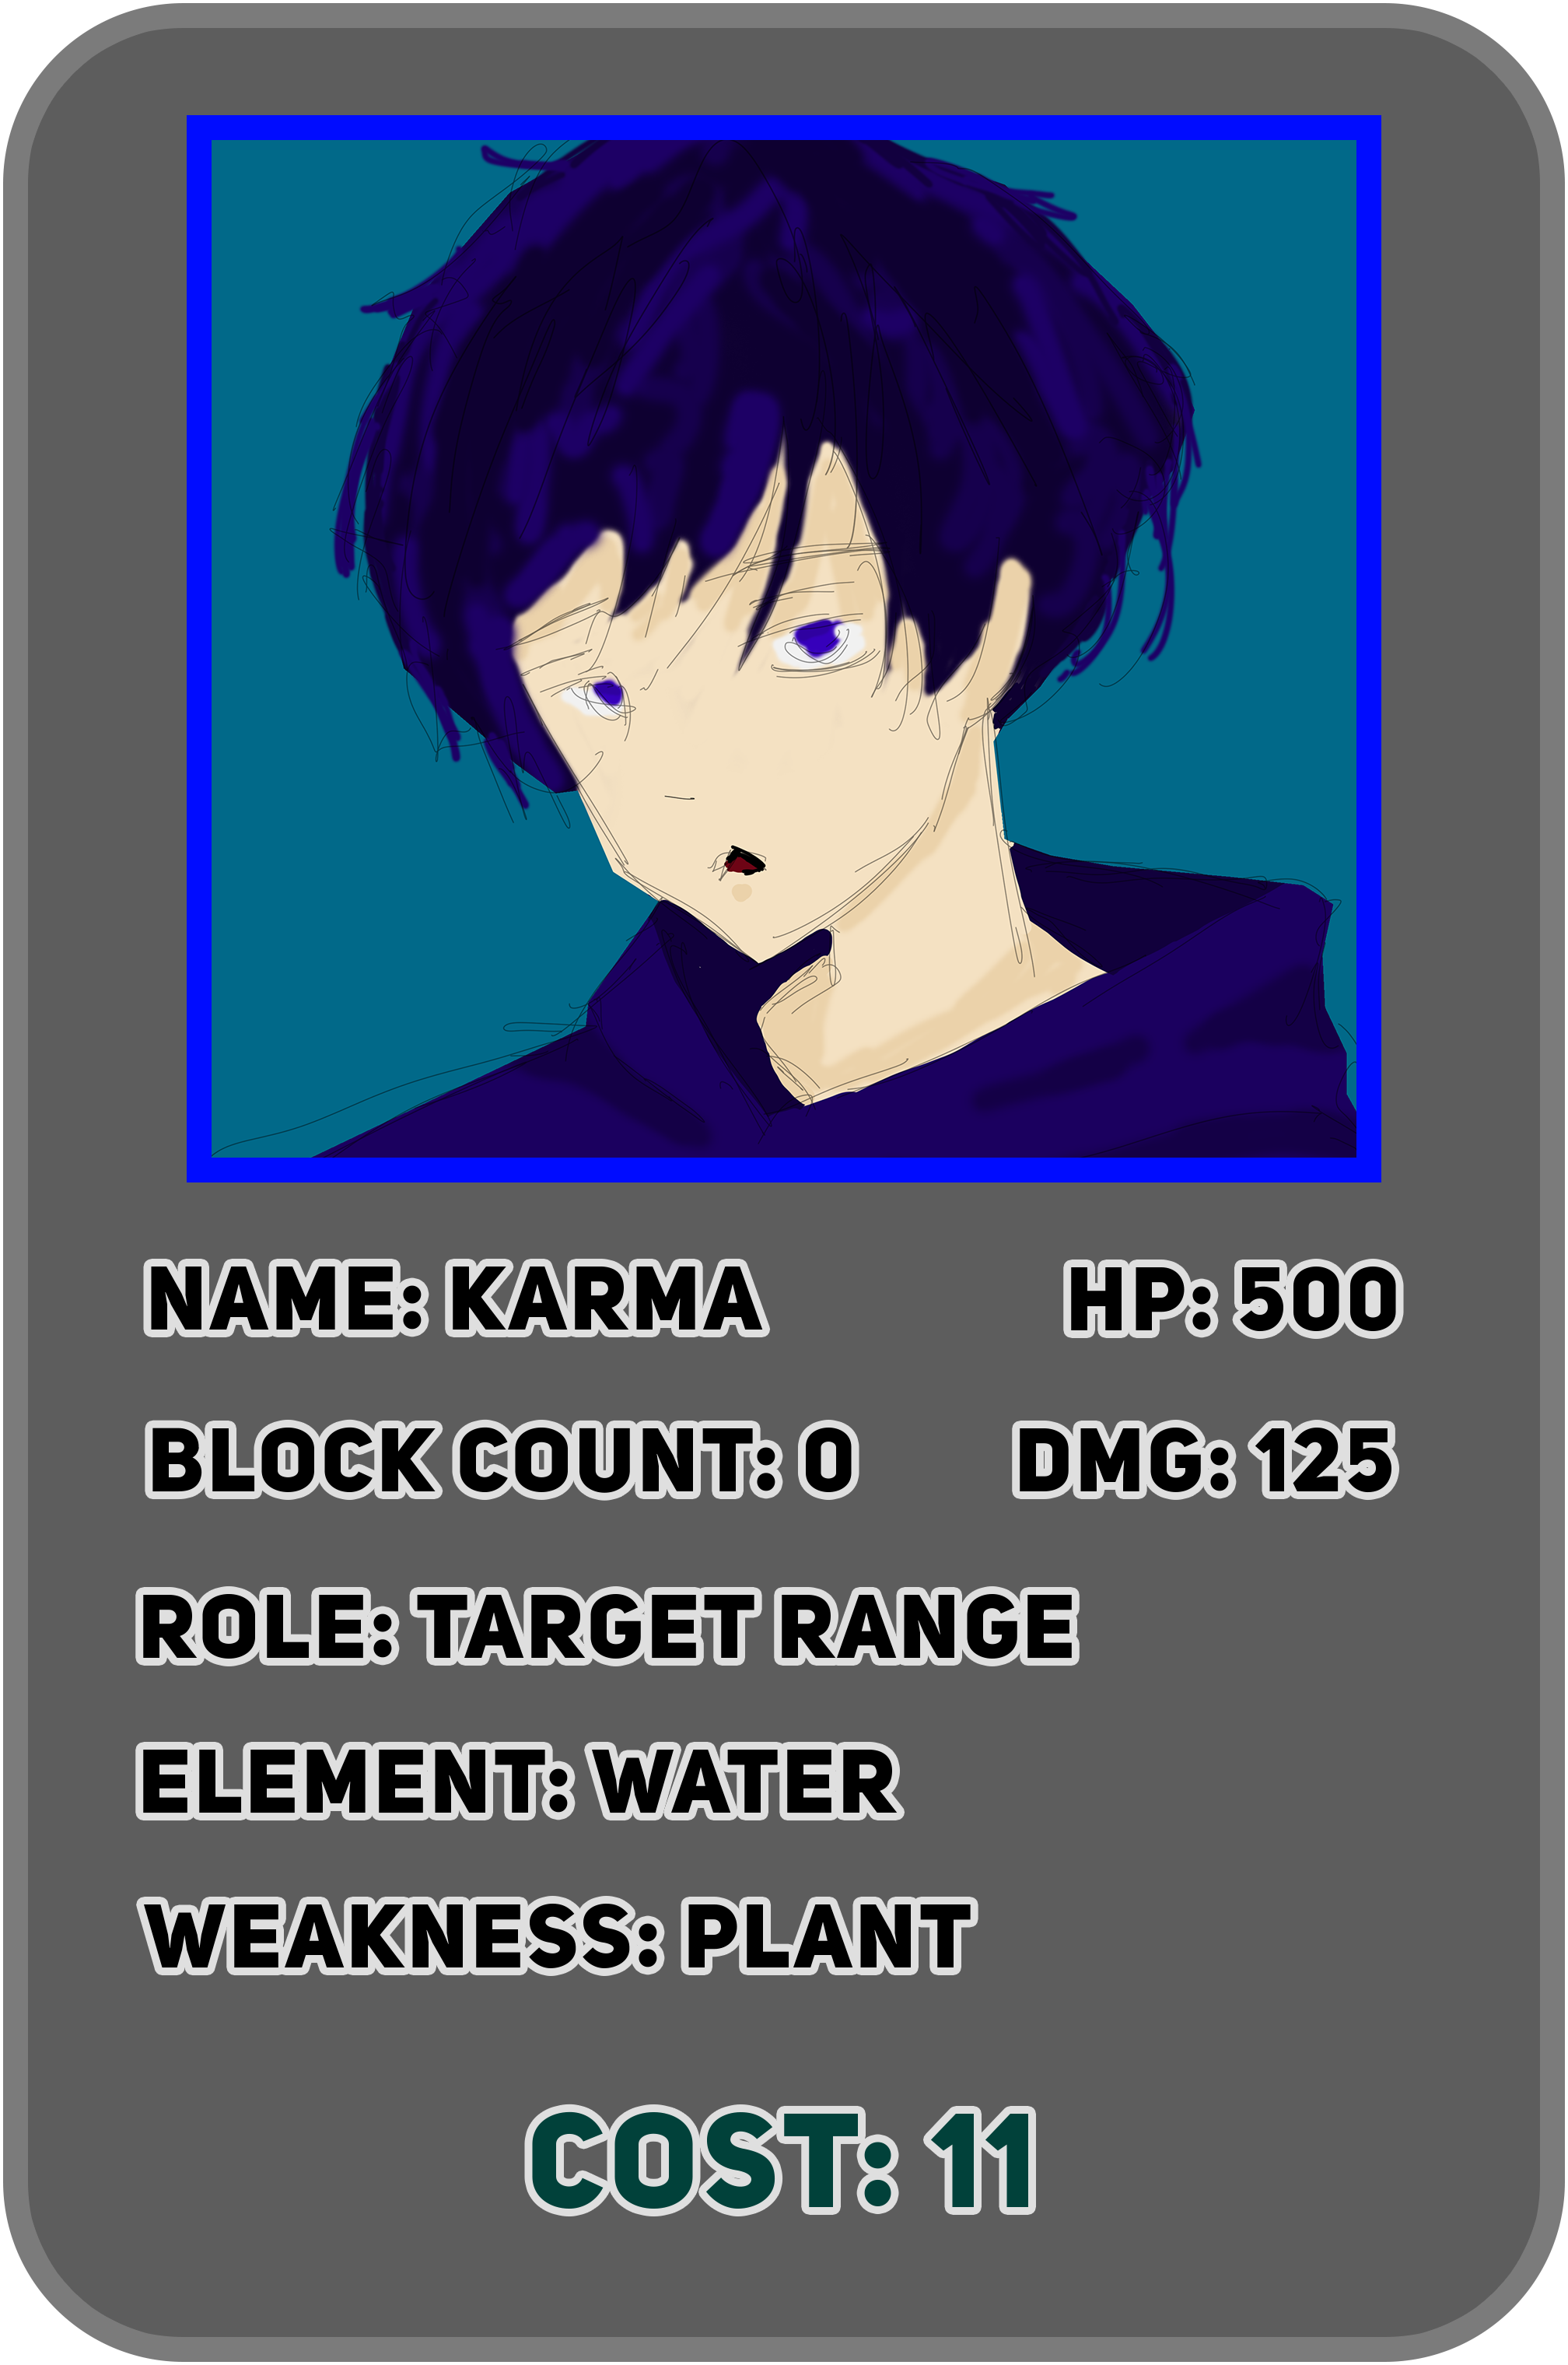 NAME: KARMA HP: 500
BLOCK COUNT: 0 DMG: 125
ROLE: TARGET RANGE
ELEMENT: WATER
WEAKNESS: PLANT
COST: 11